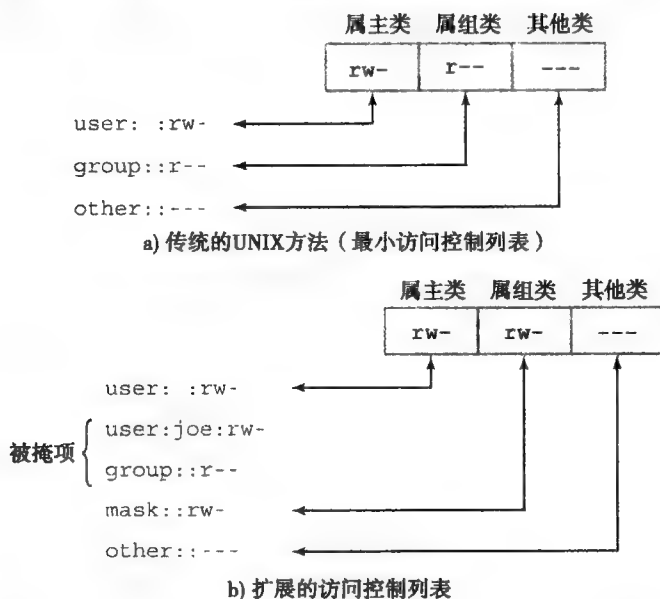 属主类 属组类 其他类
rw- r-- ---
user: :rw-
group::r--
other::---
a) 传统的UNIX方法（最小访问控制列表）
属主类 属组类 其他类
rw- rw- ---
user: :rw-
user:joe:rw-
被掩项
group::r--
mask::rw-
other::---
b) 扩展的访问控制列表